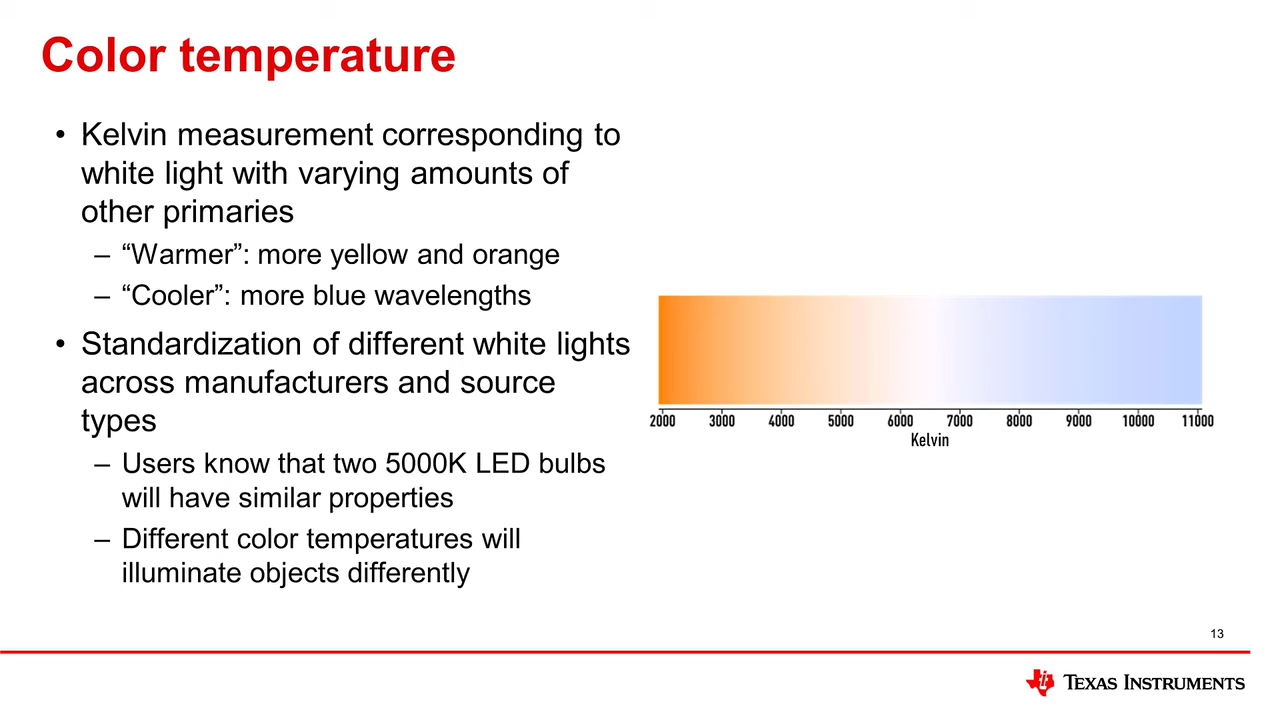 Color temperature
• Kelvin measurement corresponding to
white light with varying amounts of
other primaries
– “Warmer”: more yellow and orange
– “Cooler”: more blue wavelengths
• Standardization of different white lights
across manufacturers and source
types
– Users know that two 5000K LED bulbs
will have similar properties
– Different color temperatures will
illuminate objects differently
2000 3000 4000 5000 6000 7000 8000 9000 10000 11000
Kelvin
13
TEXAS INSTRUMENTS